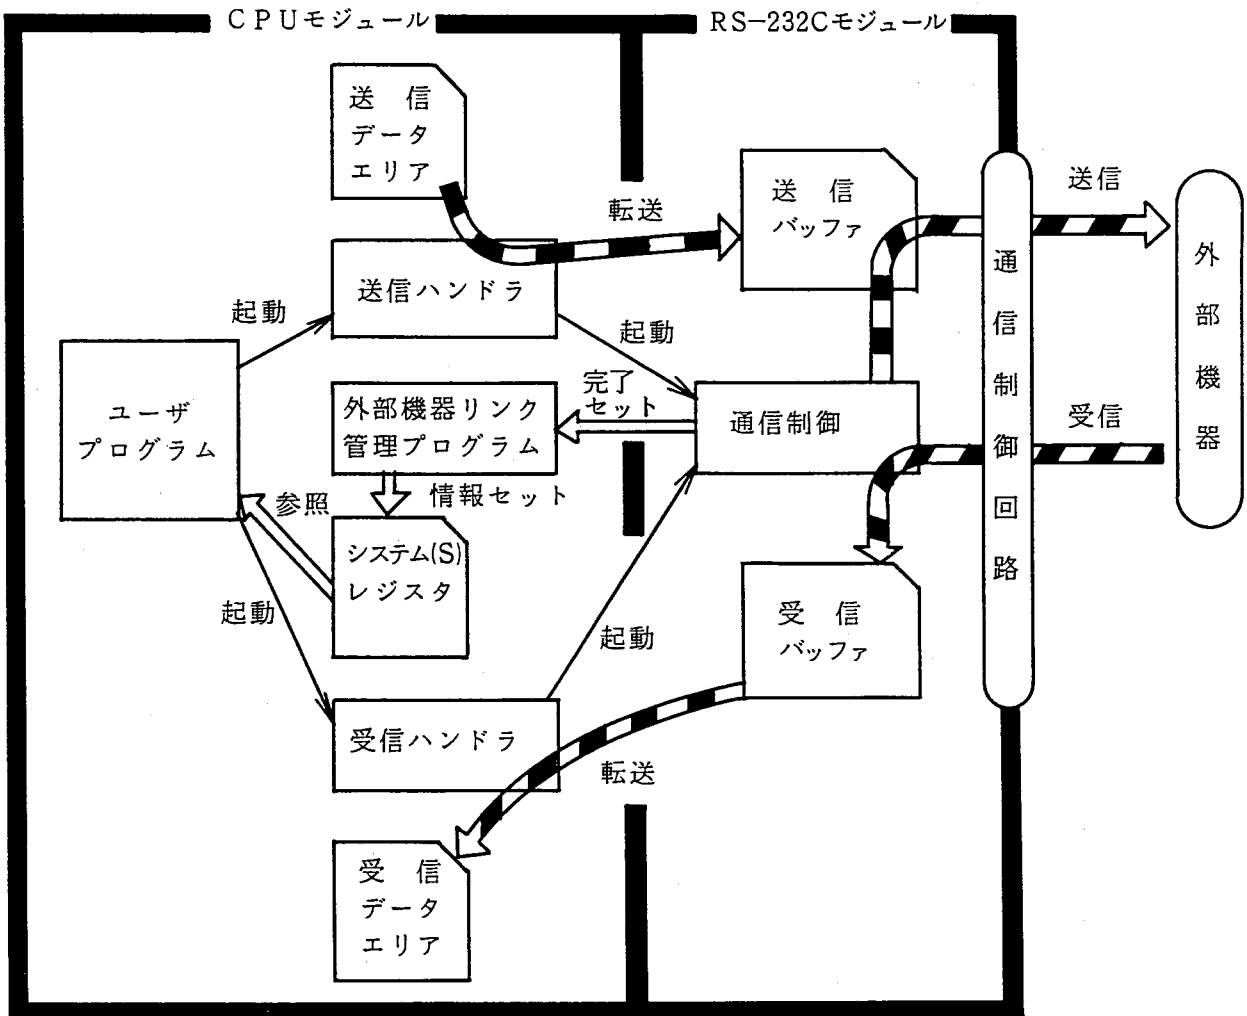 CPUモジュール
RS-232Cモジュール
送信
データ
エリア
転送
送信
バッファ
送信
外部機器
通信制御回路
送信ハンドラ
起動
起動
ユーザ
プログラム
外部機器リンク
管理プログラム
完了
セット
通信制御
受信
情報セット
参照
システム(S)
レジスタ
起動
起動
受信
バッファ
受信ハンドラ
転送
受信
データ
エリア